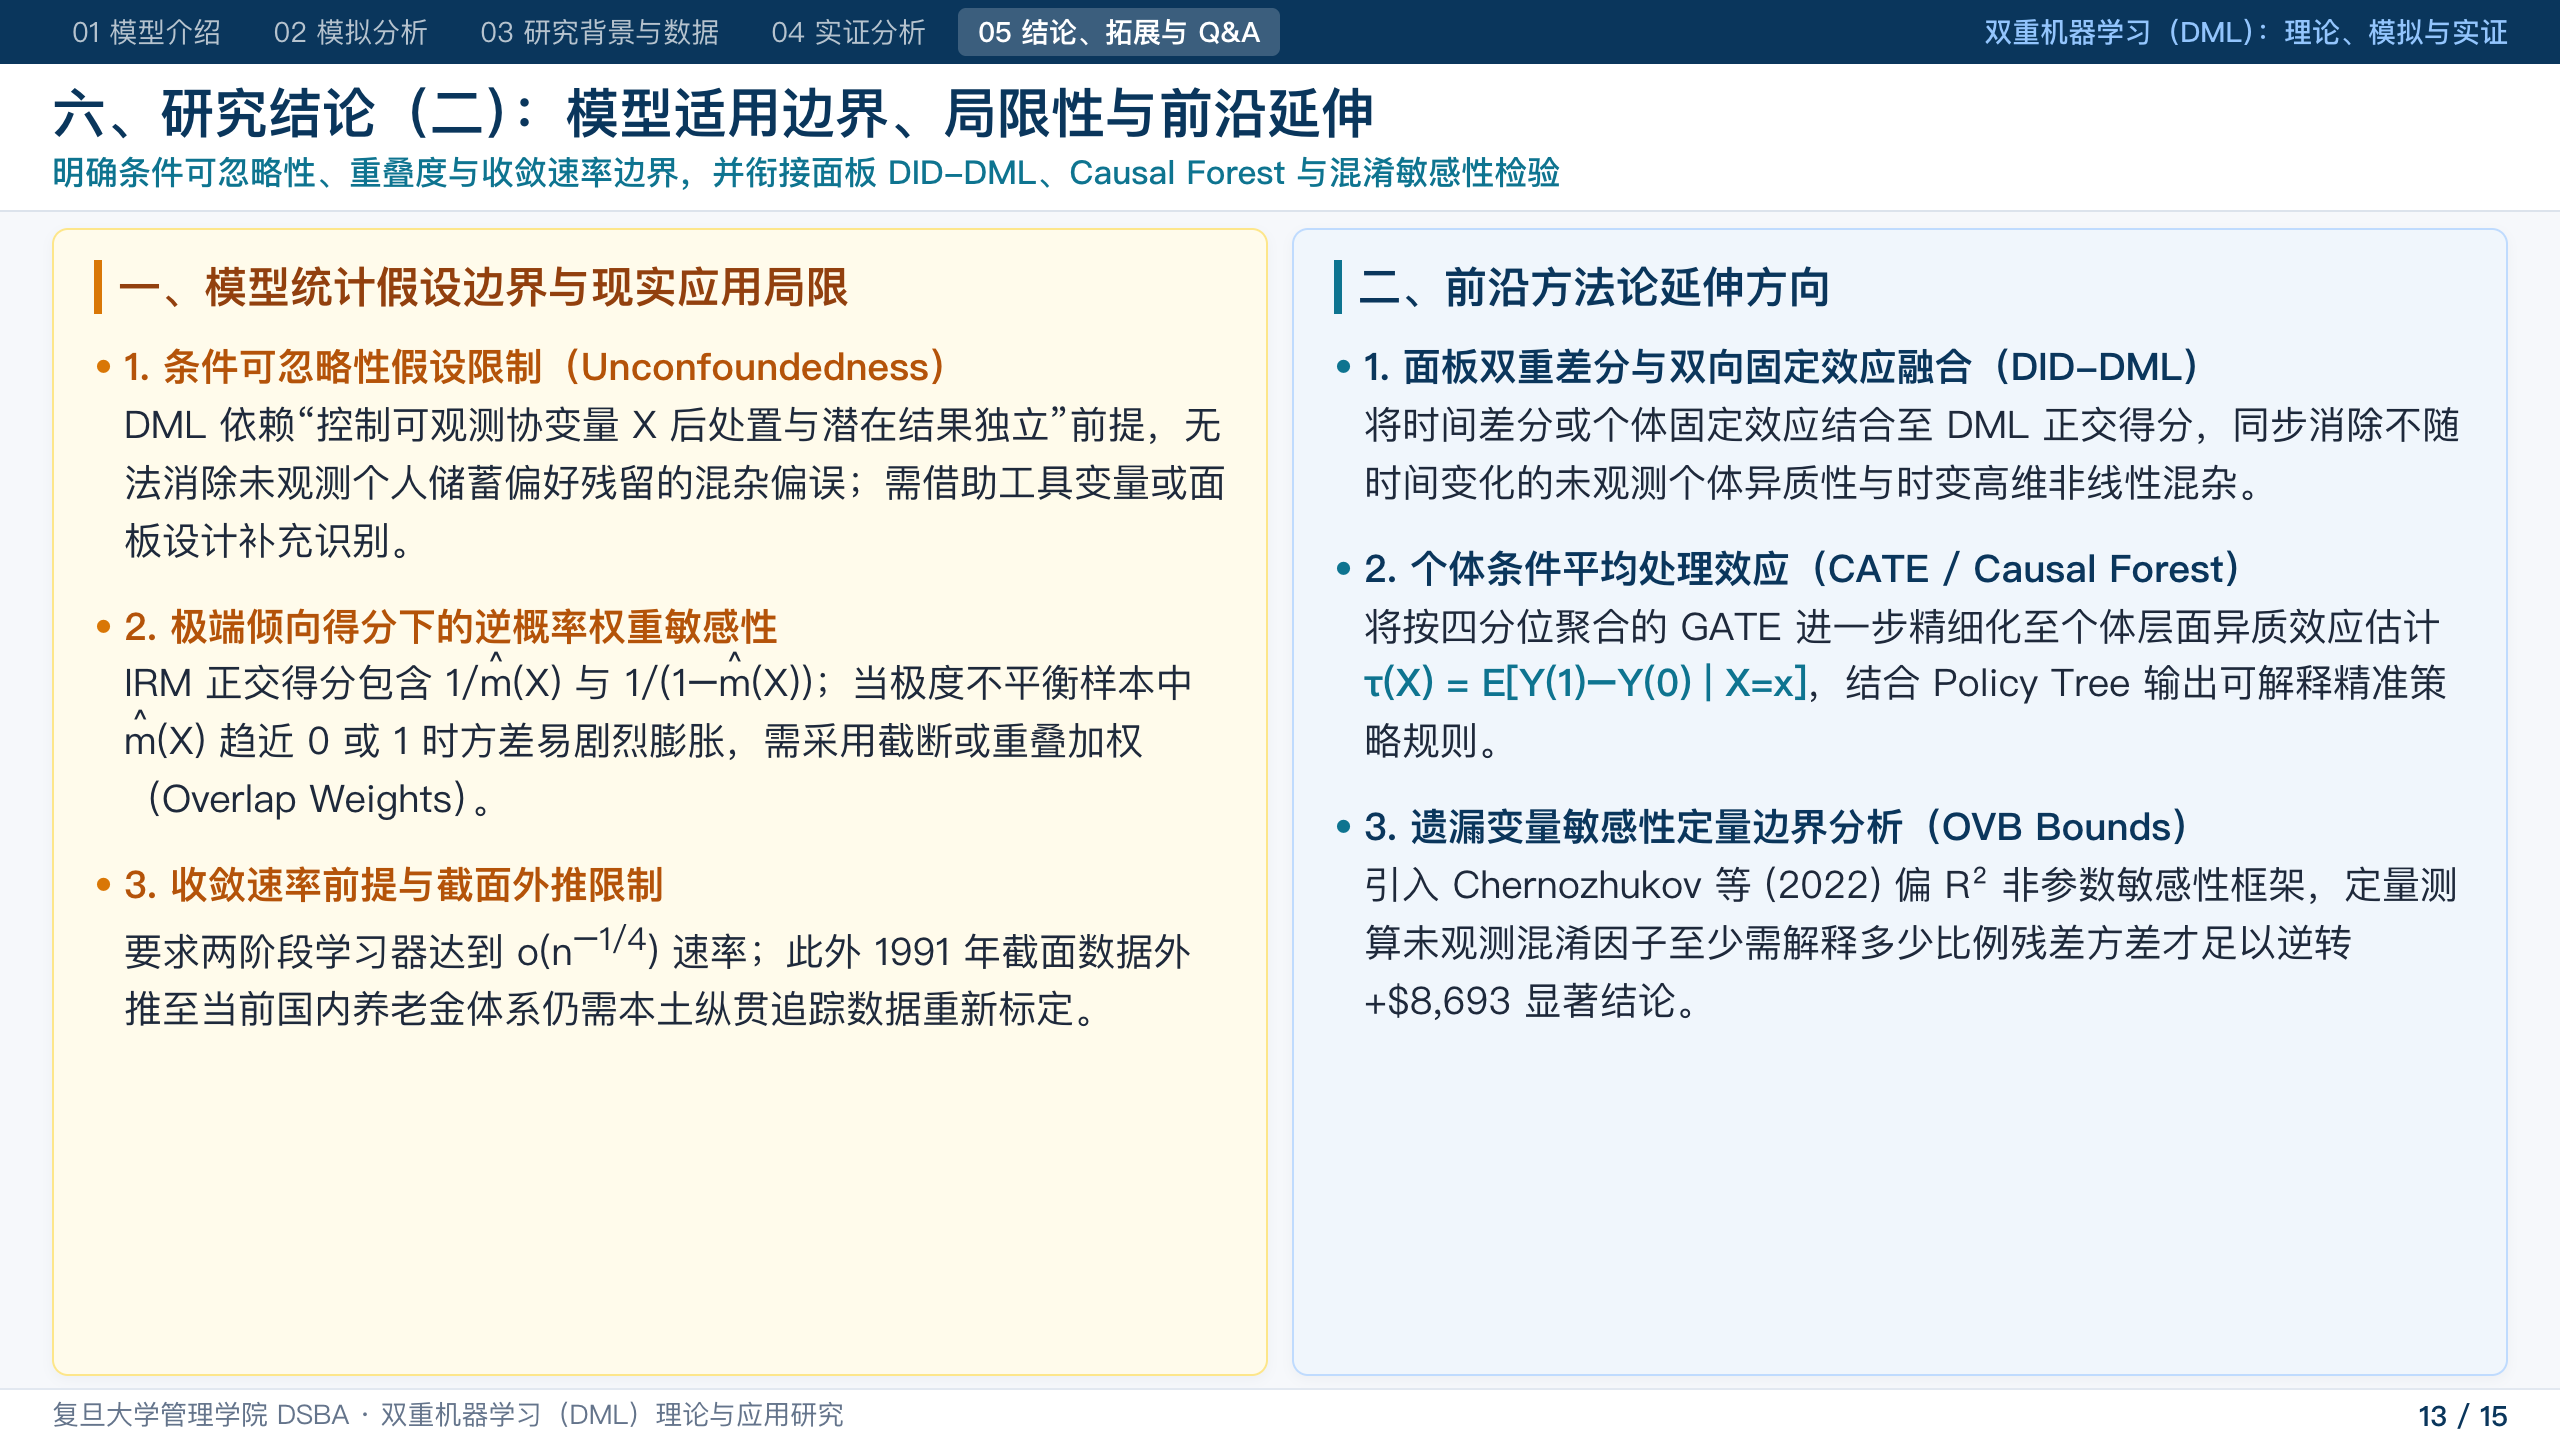 01 模型介绍 02 模拟分析 03 研究背景与数据 04 实证分析 05 结论、拓展与 Q&A 双重机器学习（DML）：理论、模拟与实证
六、研究结论（二）：模型适用边界、局限性与前沿延伸
明确条件可忽略性、重叠度与收敛速率边界，并衔接面板 DID-DML、Causal Forest 与混淆敏感性检验
一、模型统计假设边界与现实应用局限
• 1. 条件可忽略性假设限制（Unconfoundedness）
DML 依赖“控制可观测协变量 X 后处置与潜在结果独立”前提，无
法消除未观测个人储蓄偏好残留的混杂偏误；需借助工具变量或面
板设计补充识别。
• 2. 极端倾向得分下的逆概率权重敏感性
IRM 正交得分包含 1/m̂(X) 与 1/(1−m̂(X))；当极度不平衡样本中
m̂(X) 趋近 0 或 1 时方差易剧烈膨胀，需采用截断或重叠加权
（Overlap Weights）。
• 3. 收敛速率前提与截面外推限制
要求两阶段学习器达到 o(n⁻¹/⁴) 速率；此外 1991 年截面数据外
推至当前国内养老金体系仍需本土纵贯追踪数据重新标定。
二、前沿方法论延伸方向
• 1. 面板双重差分与双向固定效应融合（DID-DML）
将时间差分或个体固定效应结合至 DML 正交得分，同步消除不随
时间变化的未观测个体异质性与时变高维非线性混杂。
• 2. 个体条件平均处理效应（CATE / Causal Forest）
将按四分位聚合的 GATE 进一步精细化至个体层面异质效应估计
τ(X) = E[Y(1)−Y(0) | X=x]，结合 Policy Tree 输出可解释精准策
略规则。
• 3. 遗漏变量敏感性定量边界分析（OVB Bounds）
引入 Chernozhukov 等 (2022) 偏 R² 非参数敏感性框架，定量测
算未观测混淆因子至少需解释多少比例残差方差才足以逆转
+$8,693 显著结论。
复旦大学管理学院 DSBA · 双重机器学习（DML）理论与应用研究
13 / 15